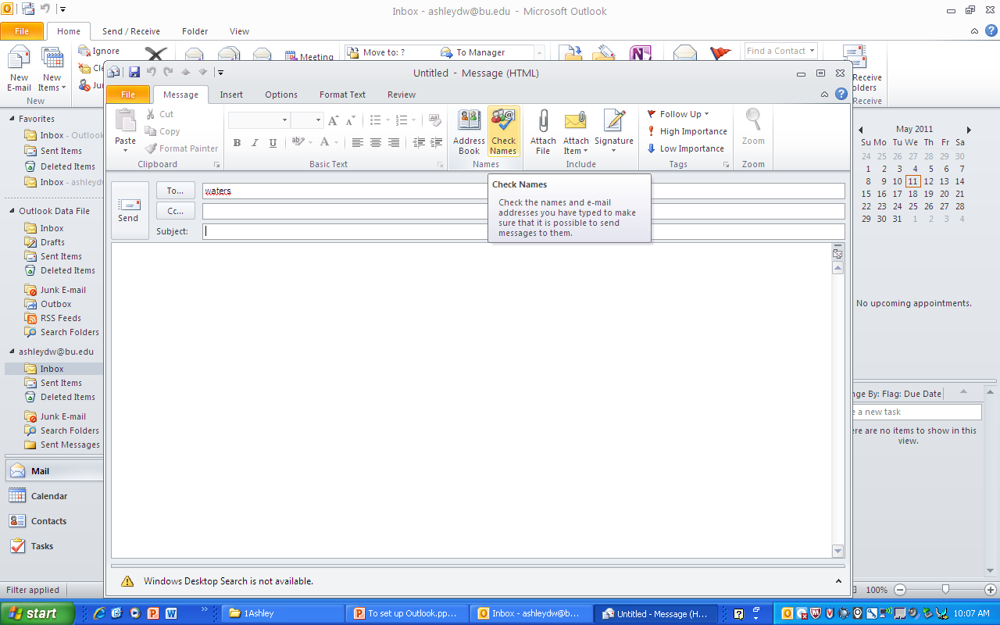 Inbox - ashleydw@bu.edu - Microsoft Outlook
File Home Send / Receive Folder View
New E-mail
New Items
New
Ignore
Meeting
Move to: ?
To Manager
Find a Contact
Receive
Receive
Untitled - Message (HTML)
File Message Insert Options Format Text Review
Paste
Cut
Copy
Format Painter
Clipboard
B I U
Basic Text
Address Book
Check Names
Names
Attach File
Attach Item
Signature
Include
Follow Up
High Importance
Low Importance
Tags
Zoom
Zoom
Send
To...
waters
Cc...
Subject:
Check Names
Check the names and e-mail
addresses you have typed to make
sure that it is possible to send
messages to them.
Favorites
Inbox - Outlook
Sent Items
Deleted Items
Inbox - ashleydw
Outlook Data File
Inbox
Drafts
Sent Items
Deleted Items
Junk E-mail
Outbox
RSS Feeds
Search Folders
ashleydw@bu.edu
Inbox
Sent Items
Deleted Items
Junk E-mail
Search Folders
Sent Messages
Mail
Calendar
Contacts
Tasks
Filter applied
May 2011
Su Mo Tu We Th Fr Sa
24 25 26 27 28 29 30
1 2 3 4 5 6 7
8 9 10 11 12 13 14
15 16 17 18 19 20 21
22 23 24 25 26 27 28
29 30 31 1 2 3 4
No upcoming appointments.
nge By: Flag: Due Date
e a new task
ere are no items to show in this
view.
Windows Desktop Search is not available.
100%
start
1Ashley
To set up Outlook.pp...
Inbox - ashleydw@b...
Untitled - Message (H...
10:07 AM